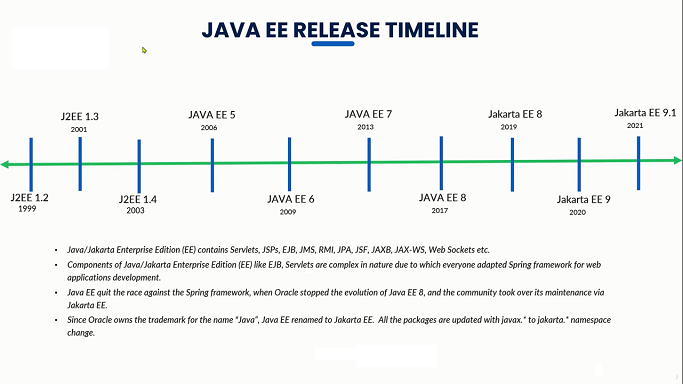 JAVA EE RELEASE TIMELINE
J2EE 1.3
2001
JAVA EE 5
2006
JAVA EE 7
2013
Jakarta EE 8
2019
Jakarta EE 9.1
2021
J2EE 1.2
1999
J2EE 1.4
2003
JAVA EE 6
2009
JAVA EE 8
2017
Jakarta EE 9
2020
• Java/Jakarta Enterprise Edition (EE) contains Servlets, JSPs, EJB, JMS, RMI, JPA, JSF, JAXB, JAX-WS, Web Sockets etc.
• Components of Java/Jakarta Enterprise Edition (EE) like EJB, Servlets are complex in nature due to which everyone adapted Spring framework for web
applications development.
• Java EE quit the race against the Spring framework, when Oracle stopped the evolution of Java EE 8, and the community took over its maintenance via
Jakarta EE.
• Since Oracle owns the trademark for the name "Java", Java EE renamed to Jakarta EE. All the packages are updated with javax.* to jakarta.* namespace
change.